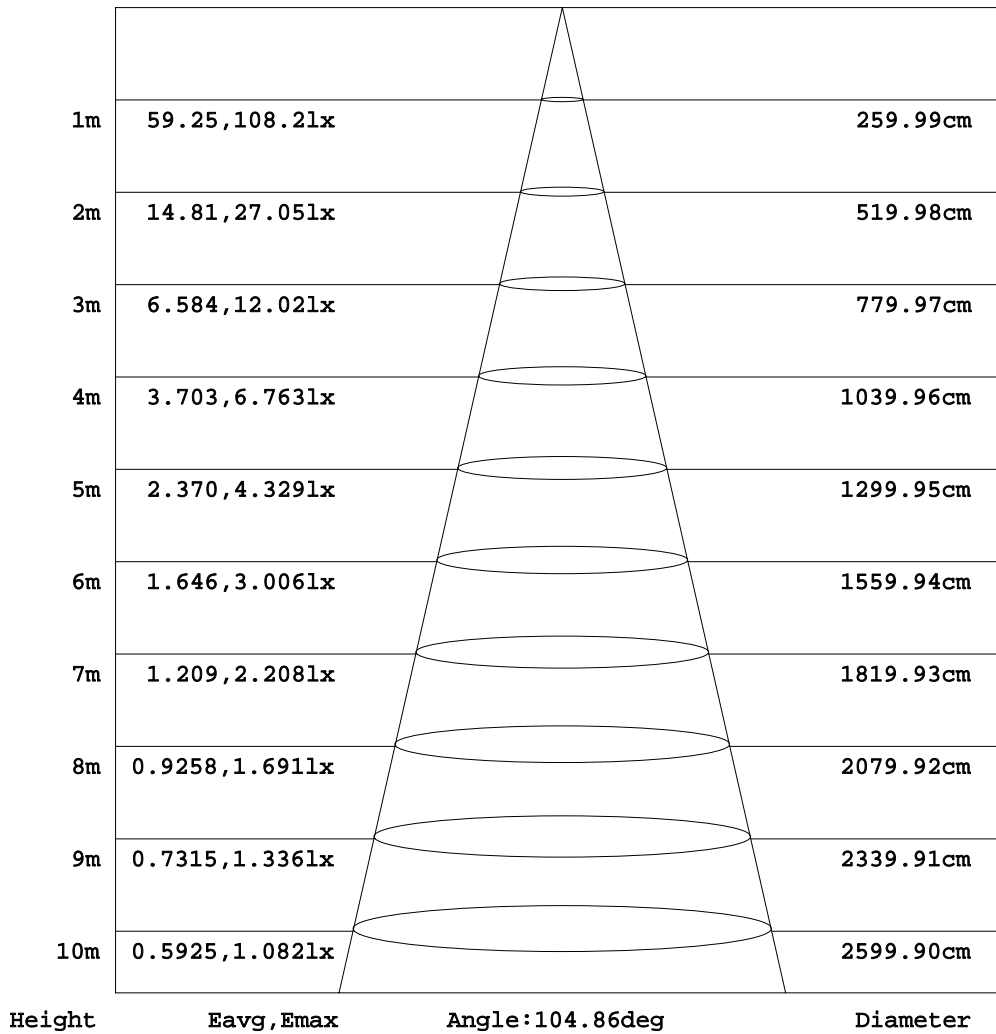 1m 59.25,108.2lx 259.99cm
2m 14.81,27.05lx 519.98cm
3m 6.584,12.02lx 779.97cm
4m 3.703,6.763lx 1039.96cm
5m 2.370,4.329lx 1299.95cm
6m 1.646,3.006lx 1559.94cm
7m 1.209,2.208lx 1819.93cm
8m 0.9258,1.691lx 2079.92cm
9m 0.7315,1.336lx 2339.91cm
10m 0.5925,1.082lx 2599.90cm
Height Eavg,Emax Angle:104.86deg Diameter